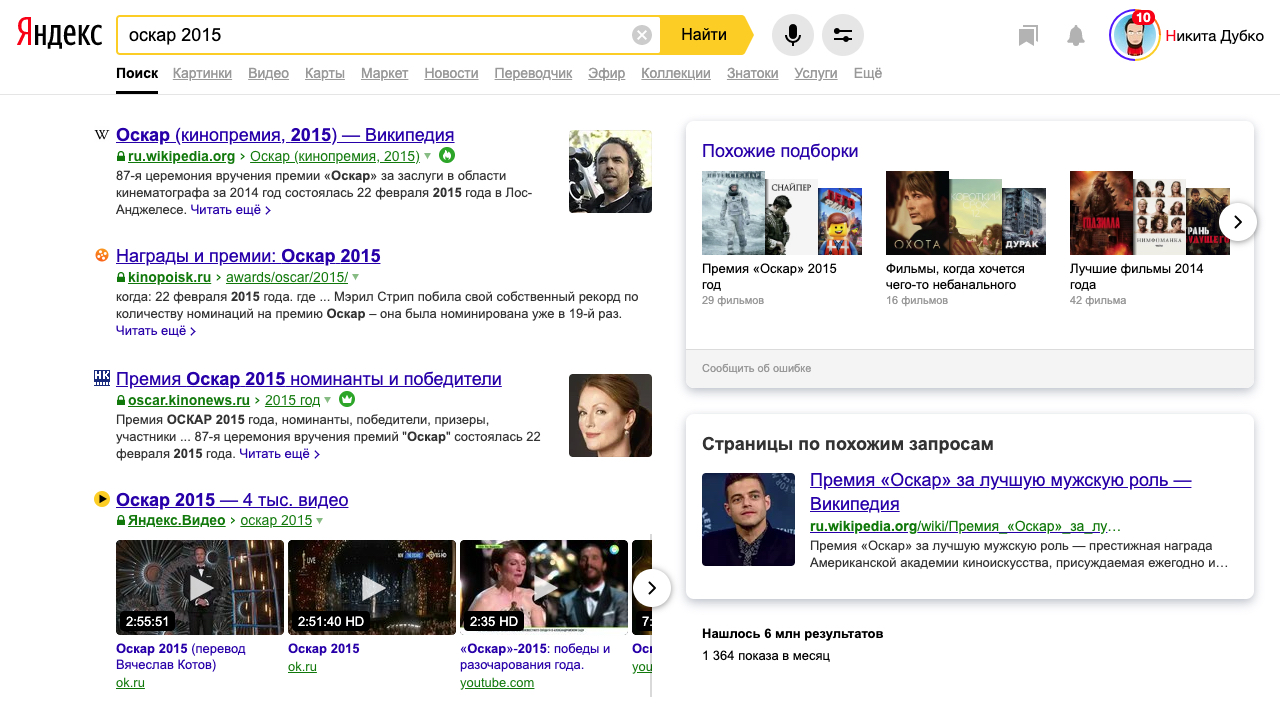 Яндекс
оскар 2015
Найти
10
Никита Дубко
Поиск Картинки Видео Карты Маркет Новости Переводчик Эфир Коллекции Знатоки Услуги Ещё
W Оскар (кинопремия, 2015) — Википедия
ru.wikipedia.org › Оскар (кинопремия, 2015)
87-я церемония вручения премии «Оскар» за заслуги в области
кинематографа за 2014 год состоялась 22 февраля 2015 года в Лос-
Анджелесе. Читать ещё ›
Награды и премии: Оскар 2015
kinopoisk.ru › awards/oscar/2015/
когда: 22 февраля 2015 года. где ... Мэрил Стрип побила свой собственный рекорд по
количеству номинаций на премию Оскар – она была номинирована уже в 19-й раз.
Читать ещё ›
Премия Оскар 2015 номинанты и победители
oscar.kinonews.ru › 2015 год
Премия ОСКАР 2015 года, номинанты, победители, призеры,
участники ... 87-я церемония вручения премий "Оскар" состоялась 22
февраля 2015 года. Читать ещё ›
Оскар 2015 — 4 тыс. видео
Яндекс.Видео › оскар 2015
2:55:51
2:51:40 HD
2:35 HD
7:
Оскар 2015 (перевод
Вячеслав Котов)
ok.ru
Оскар 2015
ok.ru
«Оскар»-2015: победы и
разочарования года.
youtube.com
Ос
you
Похожие подборки
СНАЙПЕР
ЛЕГО
ОХОТА
ДУРАК
ГОДЗИЛЛА
НИМФОМАНКА
Премия «Оскар» 2015
год
29 фильмов
Фильмы, когда хочется
чего-то небанального
16 фильмов
Лучшие фильмы 2014
года
42 фильма
Сообщить об ошибке
Страницы по похожим запросам
Премия «Оскар» за лучшую мужскую роль —
Википедия
ru.wikipedia.org/wiki/Премия_«Оскар»_за_лу…
Премия «Оскар» за лучшую мужскую роль — престижная награда
Американской академии киноискусства, присуждаемая ежегодно и…
Нашлось 6 млн результатов
1 364 показа в месяц